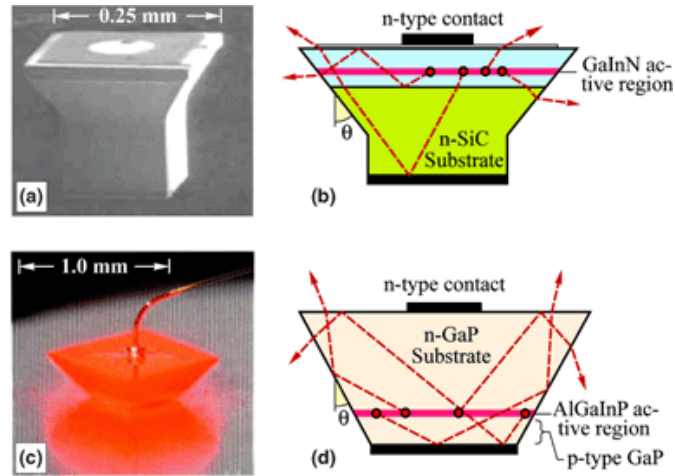 0.25 mm
(a)
n-type contact
GaInN ac-
tive region
θ
n-SiC
Substrate
(b)
1.0 mm
(c)
n-type contact
n-GaP
Substrate
θ
AlGaInP ac-
tive region
p-type GaP
(d)